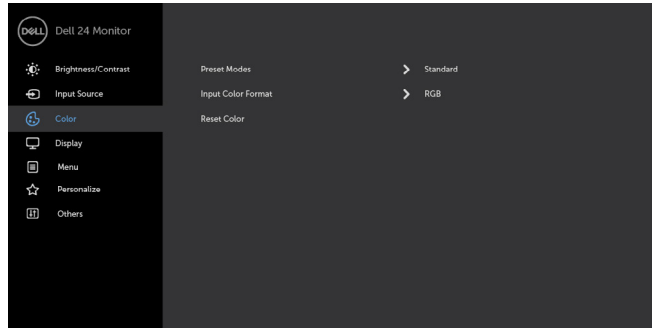 DELL Dell 24 Monitor
Brightness/Contrast Preset Modes Standard
Input Source Input Color Format RGB
Color Reset Color
Display
Menu
Personalize
Others